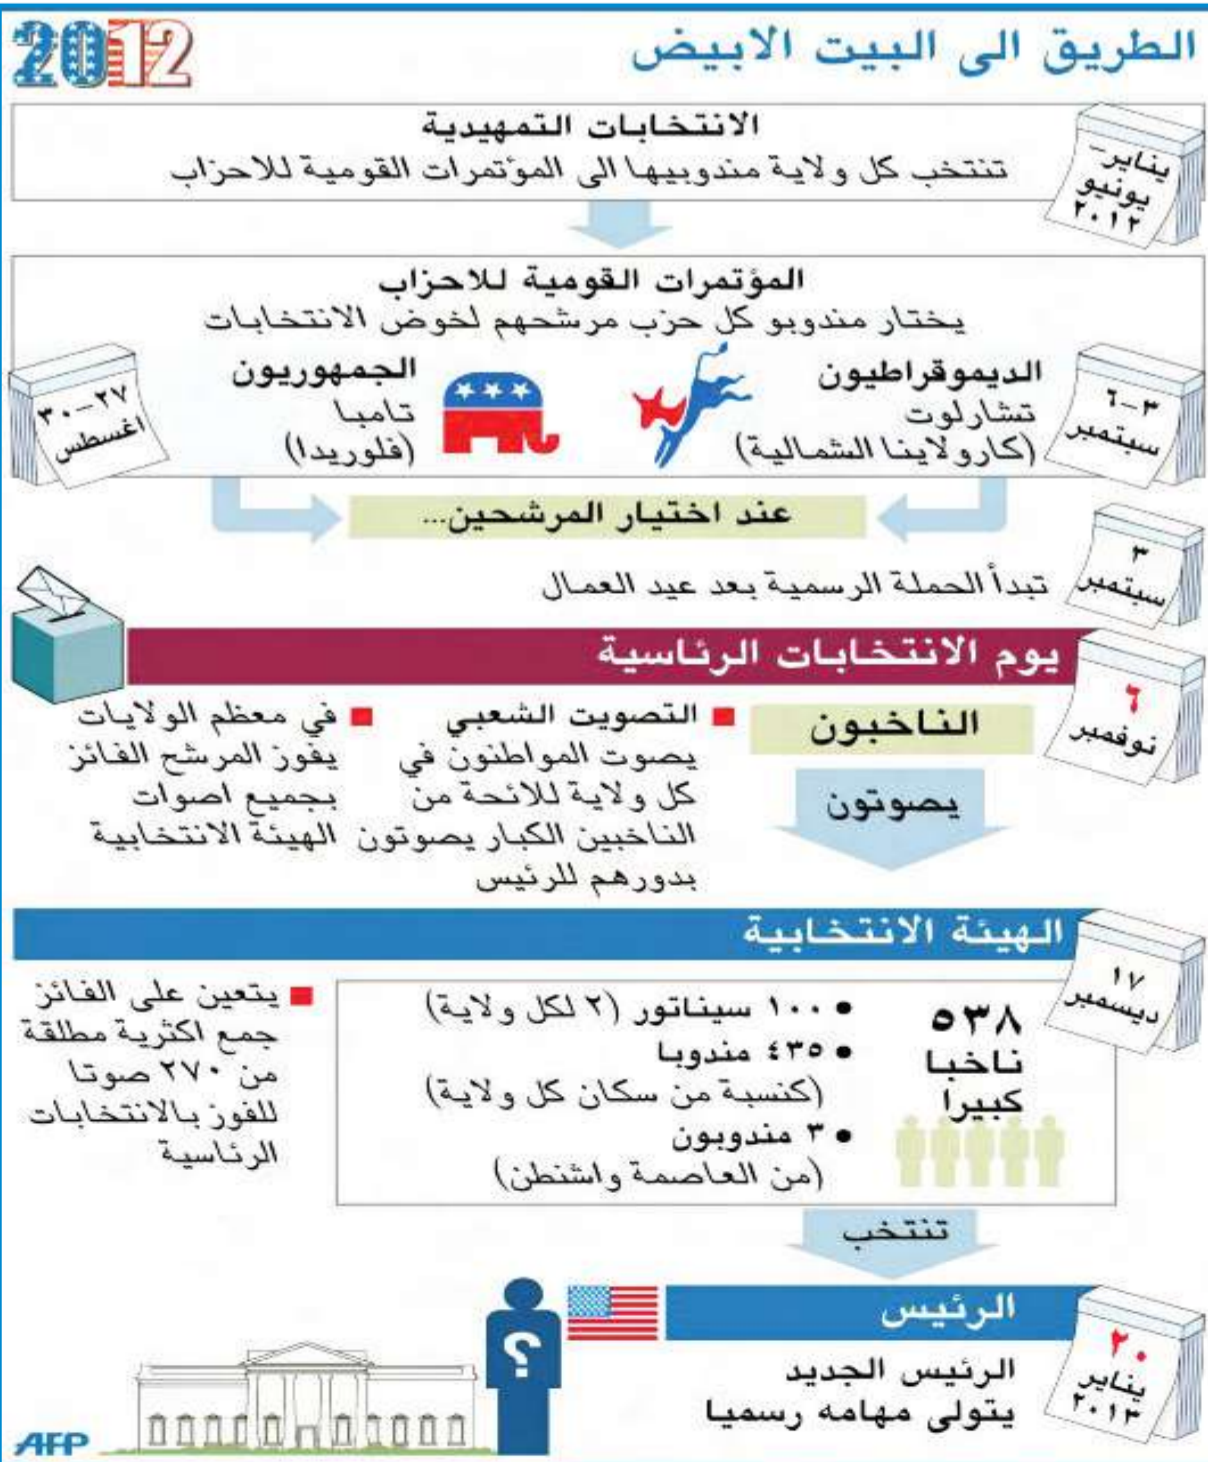 الطريق الى البيت الابيض
2012
يناير-
يونيو
٢٠١٢
الانتخابات التمهيدية
تنتخب كل ولاية مندوبيها الى المؤتمرات القومية للاحزاب
المؤتمرات القومية للاحزاب
يختار مندوبو كل حزب مرشحهم لخوض الانتخابات
٣-٦
سبتمبر
الديموقراطيون
تشارلوت
(كارولاينا الشمالية)
الجمهوريون
تامبا
(فلوريدا)
٢٧-٣٠
اغسطس
عند اختيار المرشحين...
٣
سبتمبر
تبدأ الحملة الرسمية بعد عيد العمال
٦
نوفمبر
يوم الانتخابات الرئاسية
الناخبون
يصوتون
التصويت الشعبي
يصوت المواطنون في
كل ولاية للائحة من
الناخبين الكبار يصوتون
بدورهم للرئيس
في معظم الولايات
يفوز المرشح الفائز
بجميع اصوات
الهيئة الانتخابية
١٧
ديسمبر
الهيئة الانتخابية
٥٣٨
ناخبا
كبيرا
• ١٠٠ سيناتور (٢ لكل ولاية)
• ٤٣٥ مندوبا
(كنسبة من سكان كل ولاية)
• ٣ مندوبون
(من العاصمة واشنطن)
يتعين على الفائز
جمع اكثرية مطلقة
من ٢٧٠ صوتا
للفوز بالانتخابات
الرئاسية
تنتخب
٢٠
يناير
٢٠١٣
الرئيس
الرئيس الجديد
يتولى مهامه رسميا
?
AFP